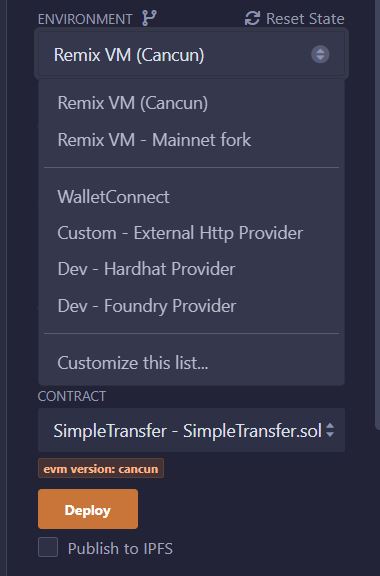 ENVIRONMENT Reset State
Remix VM (Cancun)
Remix VM (Cancun)
Remix VM - Mainnet fork
WalletConnect
Custom - External Http Provider
Dev - Hardhat Provider
Dev - Foundry Provider
Customize this list...
CONTRACT
SimpleTransfer - SimpleTransfer.sol
evm version: cancun
Deploy
Publish to IPFS